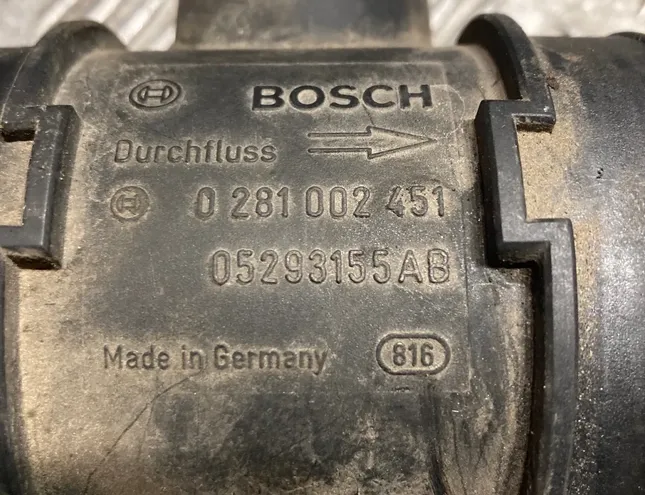 BOSCH
Durchfluss
0 281 002 451
05293155AB
Made in Germany 816